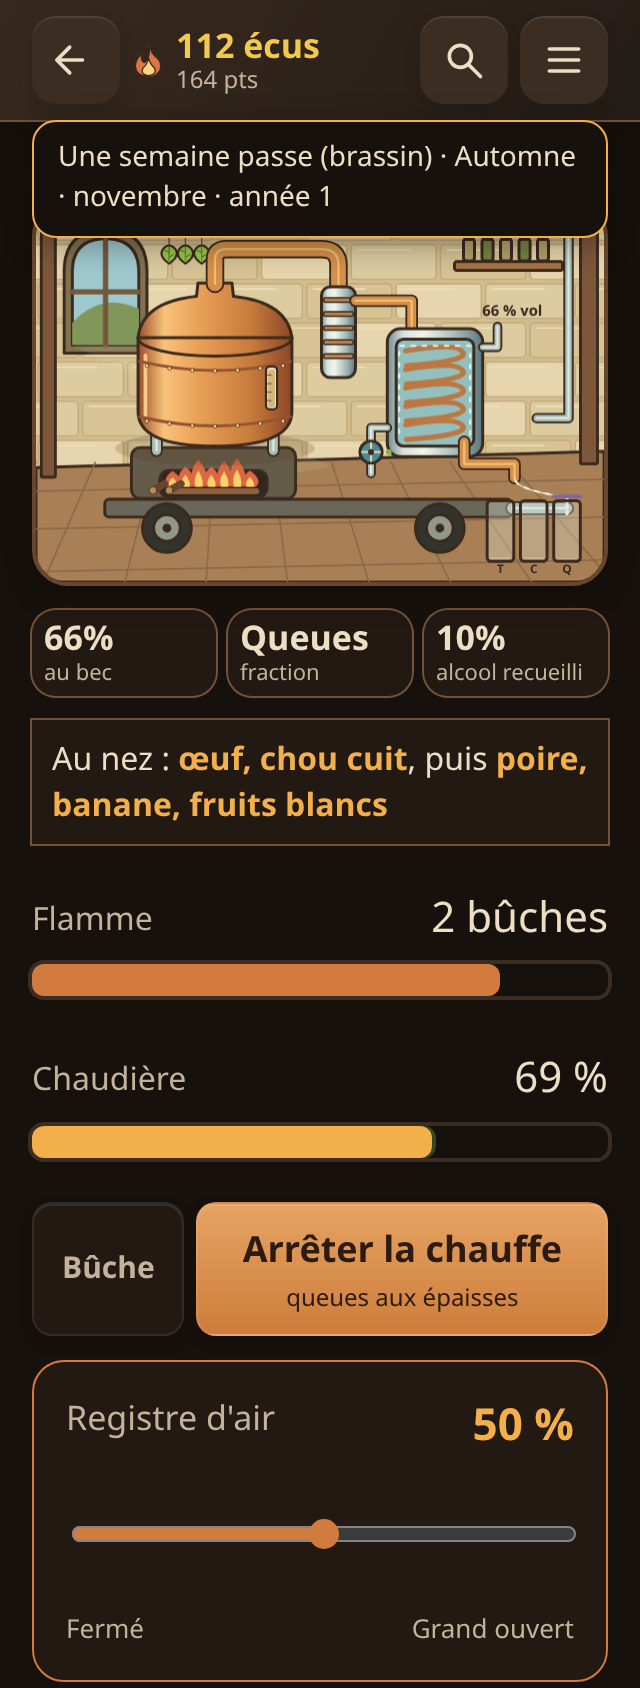 112 écus
164 pts
Une semaine passe (brassin) · Automne
· novembre · année 1
66 % vol
T C Q
66%
au bec
Queues
fraction
10%
alcool recueilli
Au nez : œuf, chou cuit, puis poire,
banane, fruits blancs
Flamme
2 bûches
Chaudière
69 %
Bûche
Arrêter la chauffe
queues aux épaisses
Registre d'air
50 %
Fermé
Grand ouvert